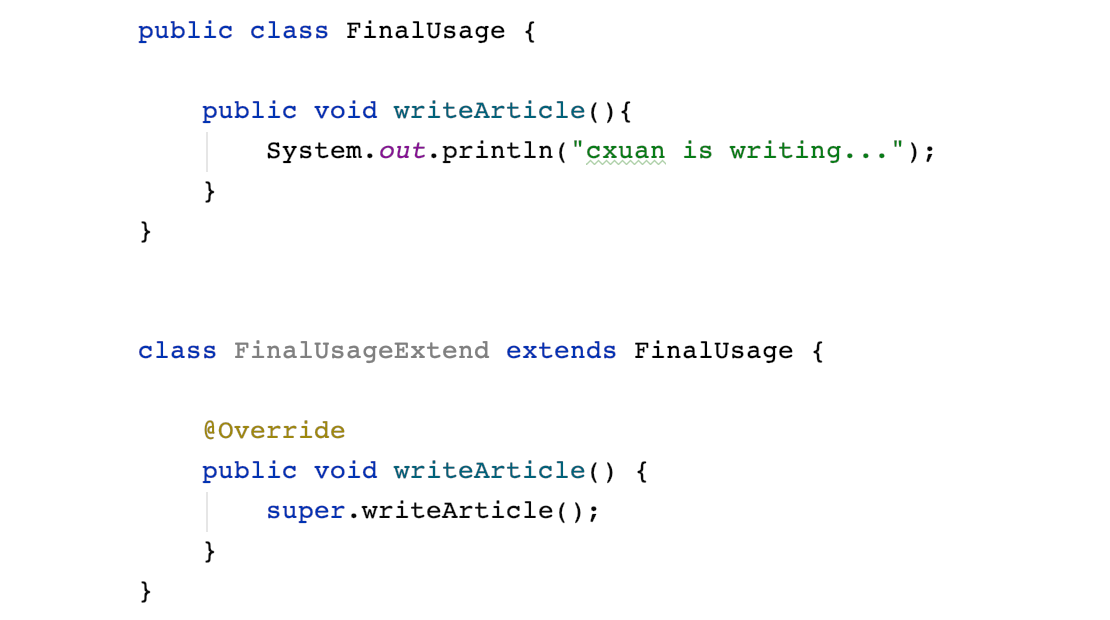 public class FinalUsage {
public void writeArticle(){
System.out.println("cxuan is writing...");
}
}
class FinalUsageExtend extends FinalUsage {
@Override
public void writeArticle() {
super.writeArticle();
}
}